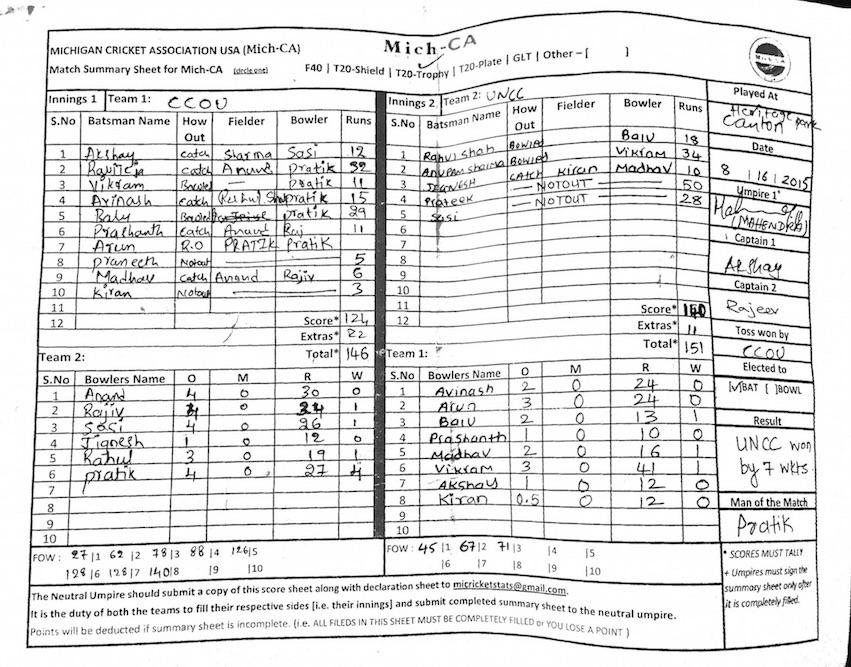 MICHIGAN CRICKET ASSOCIATION USA (Mich-CA) Mich-CA
Match Summary Sheet for Mich-CA (circle one) F40 | T20-Shield | T20-Trophy | T20-Plate | GLT | Other – [ ]
Innings 1 Team 1: CCOU
S.No Batsman Name How Out Fielder Bowler Runs
1 Akshay catch Sharma Sosi 12
2 Raviteja catch Anand Pratik 32
3 Vikram Bowled Pratik 11
4 Avinash catch Rahul Shah pratik 15
5 Balu Bowled pratik 29
6 Prashanth catch Anand Raj 11
7 Arun R.O PRATIK Pratik
8 praneeth Notout 5
9 Madhav catch Anand Rajiv 6
10 Kiran Notout 3
11
12
Score* 124
Extras* 22
Total* 146
Innings 2 Team 2: UNCC
S.No Batsman Name How Out Fielder Bowler Runs
1 Rahul shah Bowled Balu 18
2 Anupam sharma Bowled Vikram 34
3 Jignesh catch Kiran Madhav 10
4 Prateek NOTOUT 50
5 Sosi NOTOUT 28
6
7
8
9
10
11
12
Score* 140
Extras* 11
Total* 151
Team 2:
S.No Bowlers Name O M R W
1 Anand 4 0 30 0
2 Rajiv 4 0 1
3 Sosi 4 0 26 1
4 Jignesh 1 0 12 0
5 Rahul 3 0 19 1
6 pratik 4 0 27 4
7
8
9
10
FOW : 27|1 62|2 78|3 88|4 126|5
128|6 128|7 140|8 |9 |10
Team 1:
S.No Bowlers Name O M R W
1 Avinash 2 0 24 0
2 Arun 3 0 24 0
3 Balu 2 0 13 1
4 Prashanth 1 0 10 0
5 Madhav 2 0 16 1
6 Vikram 3 0 41 1
7 Akshay 1 0 12 0
8 Kiran 0.5 0 12 0
9
10
FOW : 45|1 67|2 71|3 |4 |5
|6 |7 |8 |9 |10
Played At
Heritage park
Canton
Date
8 | 16 | 2015
Umpire 1+
(MAHENDRA)
Captain 1
Akshay
Captain 2
Rajeev
Toss won by
CCOU
Elected to
[✓]BAT [ ]BOWL
Result
UNCC won
by 7 wkts.
Man of the Match
Pratik
* SCORES MUST TALLY
+ Umpires must sign the
summary sheet only after
it is completely filled.
The Neutral Umpire should submit a copy of this score sheet along with declaration sheet to micricketstats@gmail.com.
It is the duty of both the teams to fill their respective sides [i.e. their innings] and submit completed summary sheet to the neutral umpire.
Points will be deducted if summary sheet is incomplete. (i.e. ALL FILEDS IN THIS SHEET MUST BE COMPLETELY FILLED or YOU LOSE A POINT )